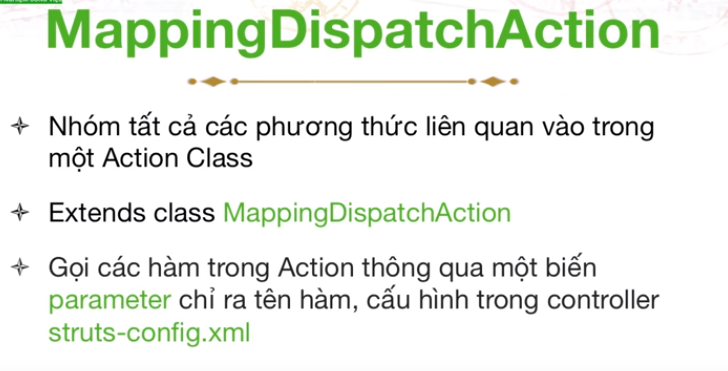 MappingDispatchAction
Nhóm tất cả các phương thức liên quan vào trong
một Action Class
Extends class MappingDispatchAction
Gọi các hàm trong Action thông qua một biến
parameter chỉ ra tên hàm, cấu hình trong controller
struts-config.xml